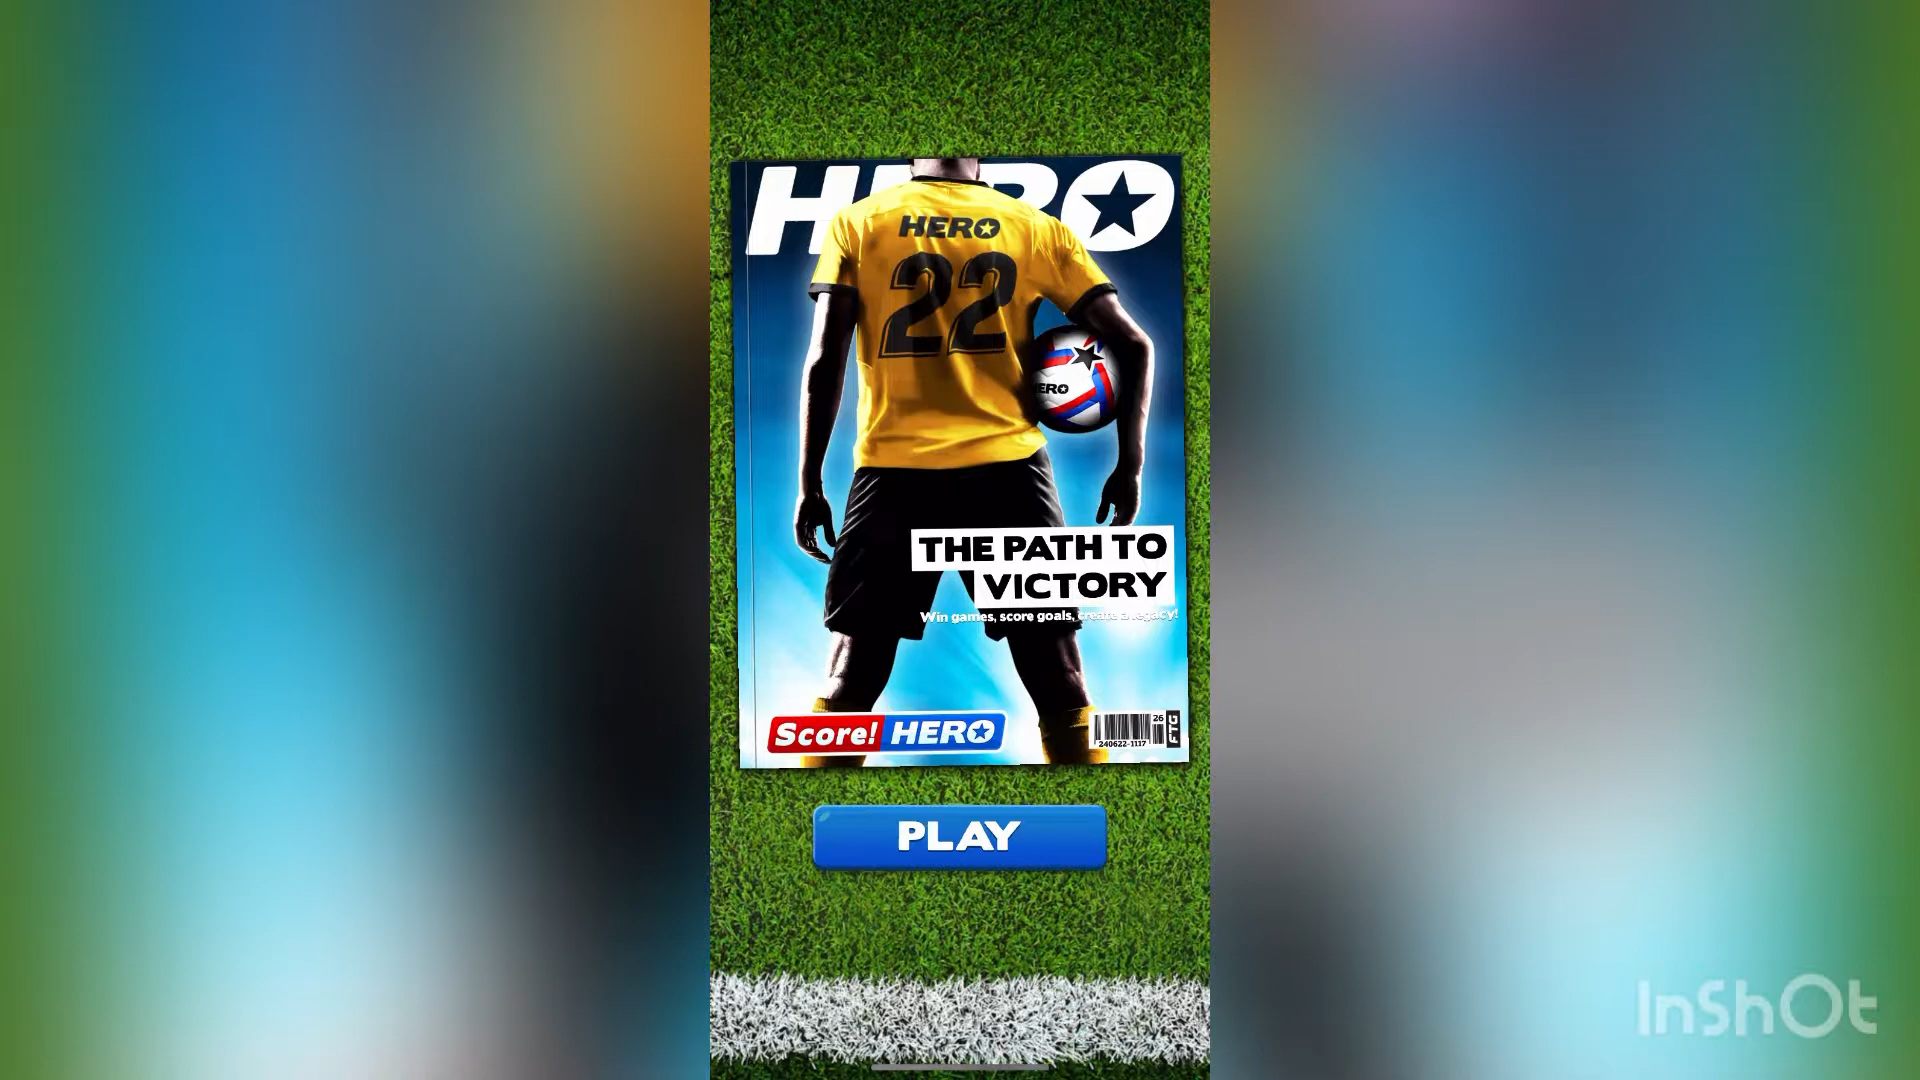 HERO
HERO
22
HERO
THE PATH TO
VICTORY
Win games, score goals, create a legacy!
Score! HERO
26
240622-1117
FTG
PLAY
InShOt